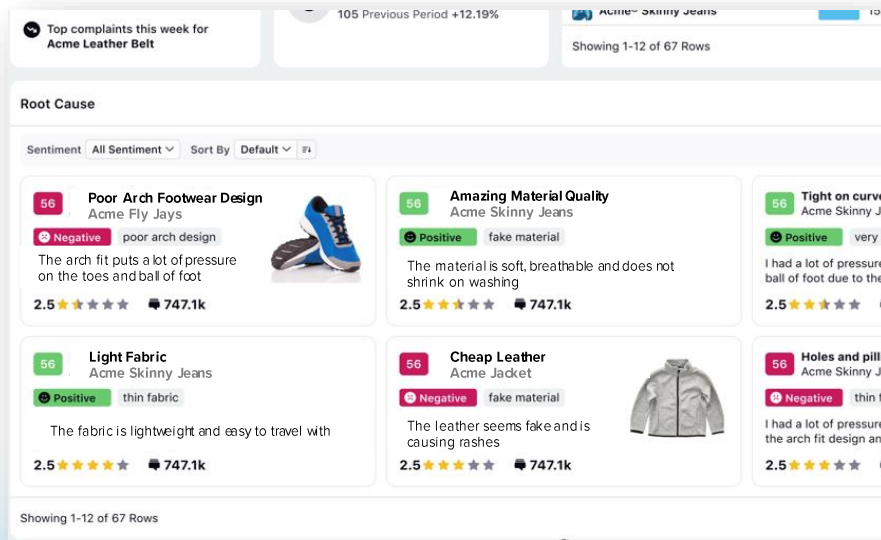 105 Previous Period +12.19%
Acme® Skinny Jeans
Top complaints this week for
Acme Leather Belt
Showing 1-12 of 67 Rows
Root Cause
Sentiment All Sentiment Sort By Default
56 Poor Arch Footwear Design
Acme Fly Jays
Negative poor arch design
The arch fit puts a lot of pressure
on the toes and ball of foot
2.5 747.1k
56 Amazing Material Quality
Acme Skinny Jeans
Positive fake material
The material is soft, breathable and does not
shrink on washing
2.5 747.1k
56 Tight on curv
Acme Skinny J
Positive very
I had a lot of pressure
ball of foot due to the
2.5
56 Light Fabric
Acme Skinny Jeans
Positive thin fabric
The fabric is lightweight and easy to travel with
2.5 747.1k
56 Cheap Leather
Acme Jacket
Negative fake material
The leather seems fake and is
causing rashes
2.5 747.1k
56 Holes and pill
Acme Skinny J
Negative thin
I had a lot of pressure
the arch fit design an
2.5
Showing 1-12 of 67 Rows